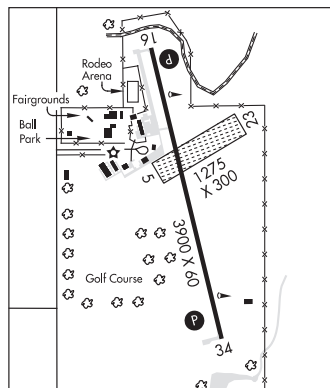 16
Rodeo
Arena
P
Fairgrounds
Ball
Park
23
1275
X 300
5
3900 X 60
Golf Course
P
34